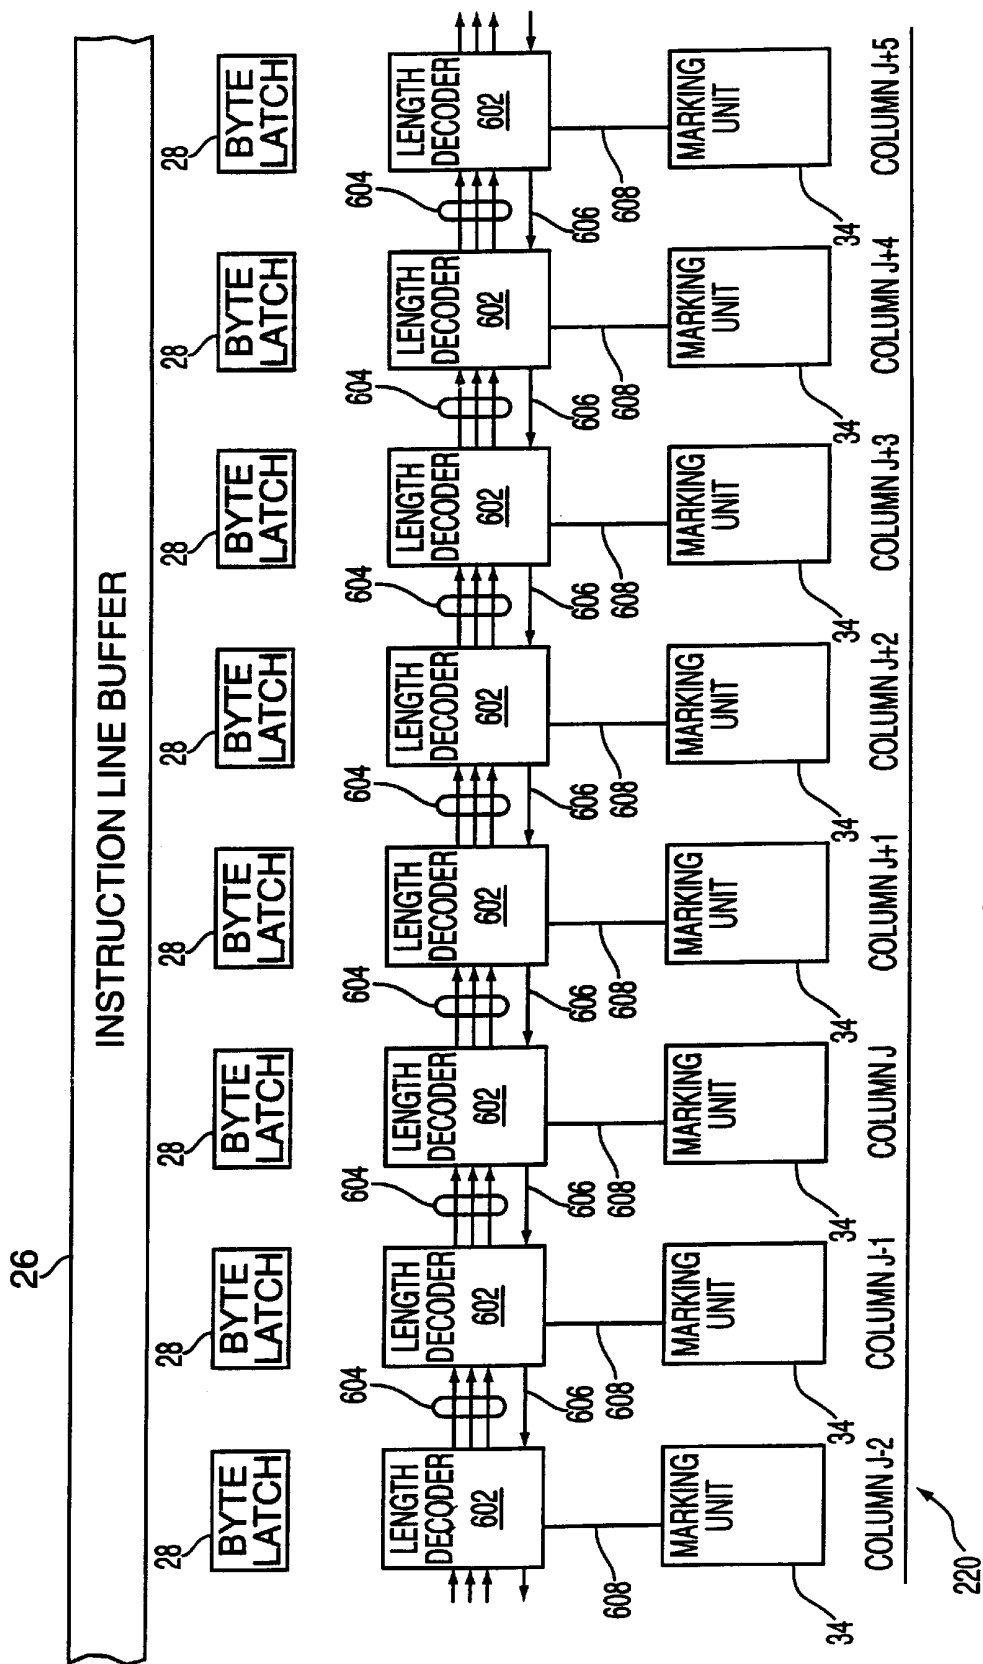 26
INSTRUCTION LINE BUFFER
28 28 28 28 28 28 28 28
BYTE BYTE BYTE BYTE BYTE BYTE BYTE BYTE
LATCH LATCH LATCH LATCH LATCH LATCH LATCH LATCH
604 604 604 604 604 604 604
LENGTH LENGTH LENGTH LENGTH LENGTH LENGTH LENGTH LENGTH
DECODER DECODER DECODER DECODER DECODER DECODER DECODER DECODER
602 602 602 602 602 602 602 602
606 606 606 606 606 606 606
608 608 608 608 608 608 608 608
MARKING MARKING MARKING MARKING MARKING MARKING MARKING MARKING
UNIT UNIT UNIT UNIT UNIT UNIT UNIT UNIT
34 34 34 34 34 34 34 34
COLUMN J-2 COLUMN J-1 COLUMN J COLUMN J+1 COLUMN J+2 COLUMN J+3 COLUMN J+4 COLUMN J+5
220